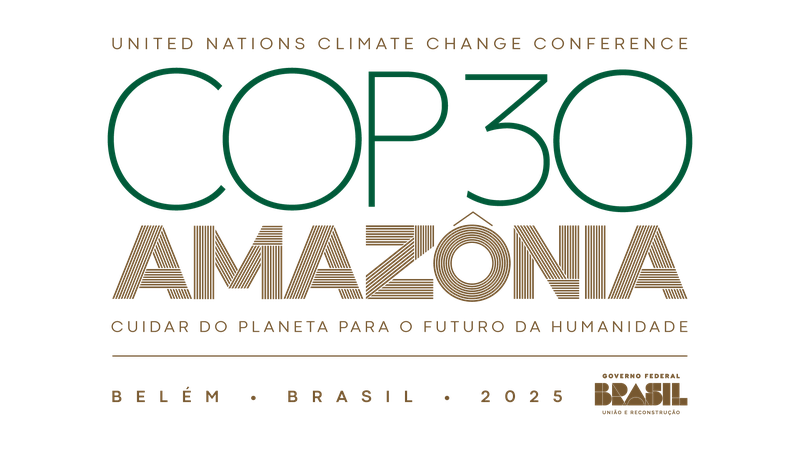 UNITED NATIONS CLIMATE CHANGE CONFERENCE
COP30
AMAZÔNIA
CUIDAR DO PLANETA PARA O FUTURO DA HUMANIDADE
BELÉM • BRASIL • 2025
GOVERNO FEDERAL
BRASIL
UNIÃO E RECONSTRUÇÃO